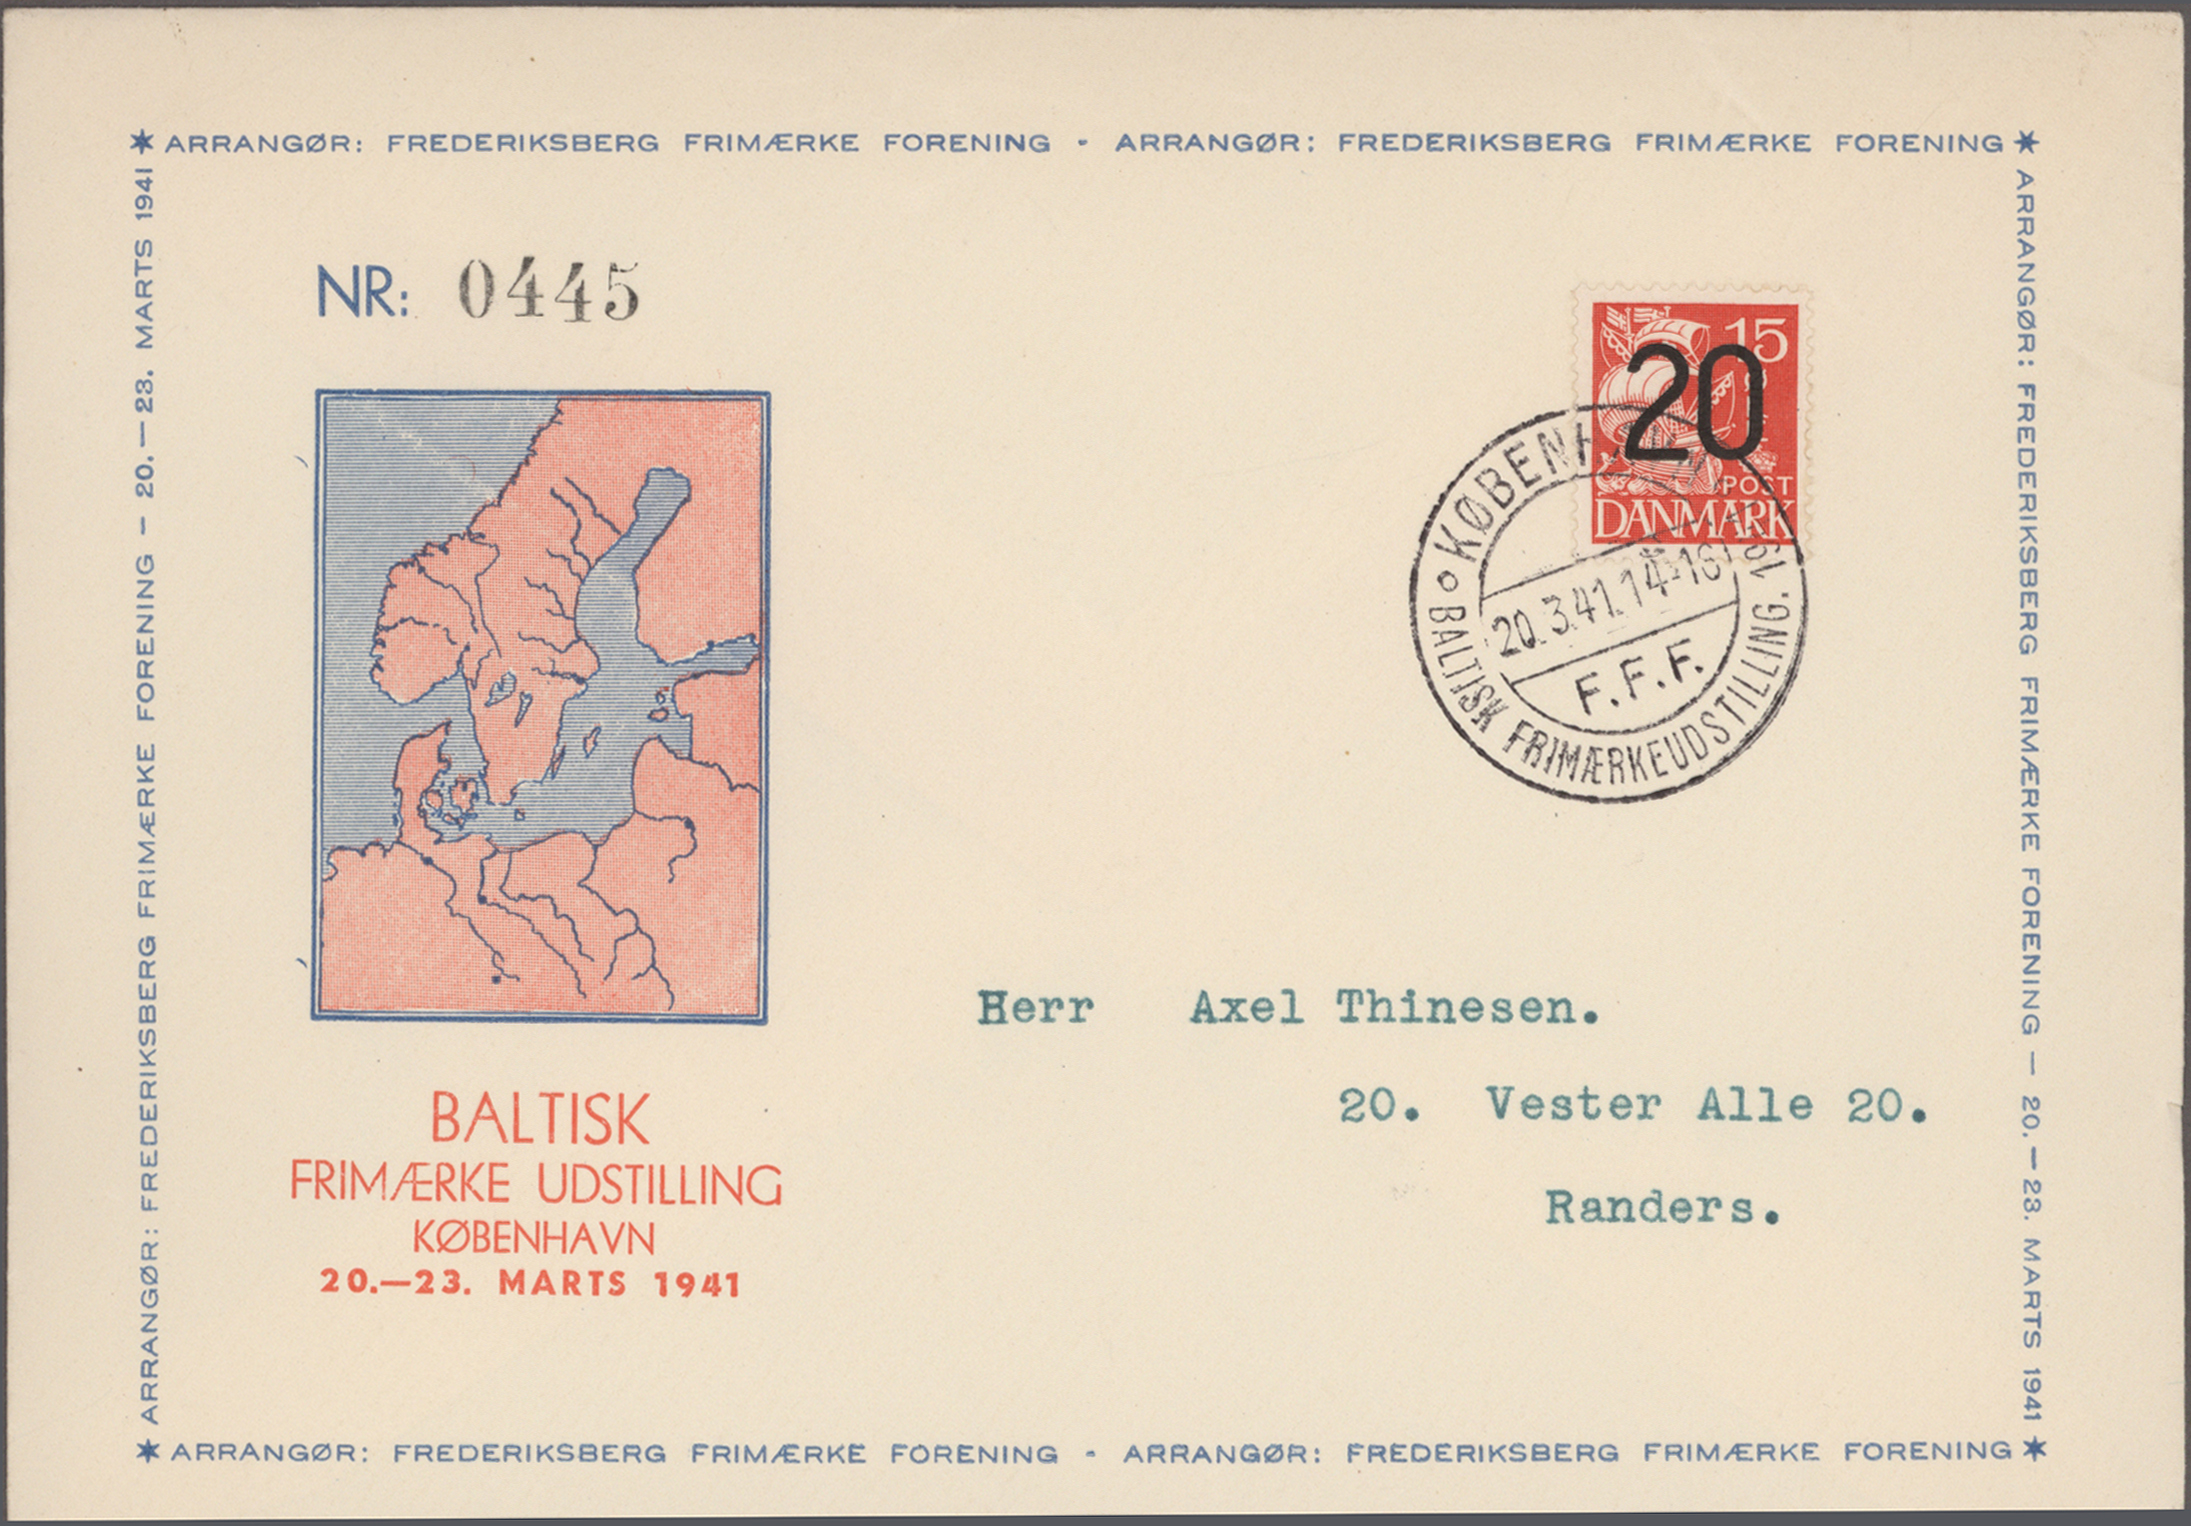 ✶ ARRANGØR: FREDERIKSBERG FRIMÆRKE FORENING - ARRANGØR: FREDERIKSBERG FRIMÆRKE FORENING ✶
ARRANGØR: FREDERIKSBERG FRIMÆRKE FORENING — 20.—23. MARTS 1941
ARRANGØR: FREDERIKSBERG FRIMÆRKE FORENING — 20.—23. MARTS 1941
NR: 0445
15
20
POST
DANMARK
KØBENHAVN
20.3.41.14-16
F.F.F.
BALTISK FRIMÆRKEUDSTILLING. 1941
Herr Axel Thinesen.
20. Vester Alle 20.
Randers.
BALTISK
FRIMÆRKE UDSTILLING
KØBENHAVN
20.—23. MARTS 1941
✶ ARRANGØR: FREDERIKSBERG FRIMÆRKE FORENING - ARRANGØR: FREDERIKSBERG FRIMÆRKE FORENING ✶